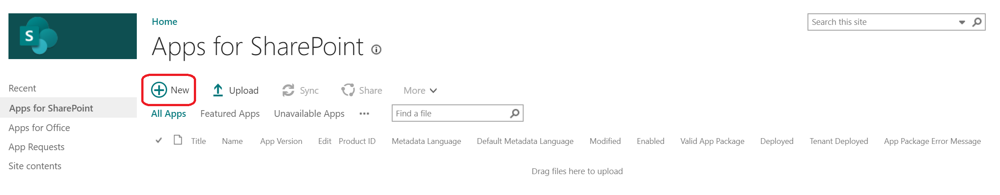 S
Home
Search this site
Apps for SharePoint
New Upload Sync Share More
All Apps Featured Apps Unavailable Apps ••• Find a file
Title Name App Version Edit Product ID Metadata Language Default Metadata Language Modified Enabled Valid App Package Deployed Tenant Deployed App Package Error Message
Drag files here to upload
Recent
Apps for SharePoint
Apps for Office
App Requests
Site contents